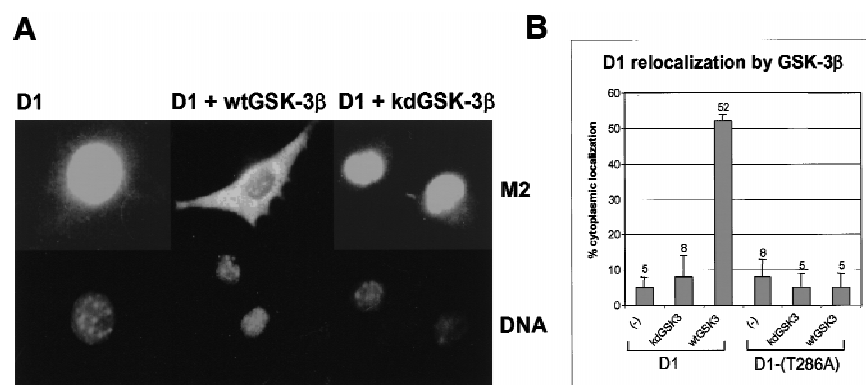 A
D1
D1 + wtGSK-3β
D1 + kdGSK-3β
M2
DNA
B
D1 relocalization by GSK-3β
% cytoplasmic localization
60
50
40
30
20
10
0
5
8
52
8
5
5
(-)
kdGSK3
wtGSK3
(-)
kdGSK3
wtGSK3
D1
D1-(T286A)